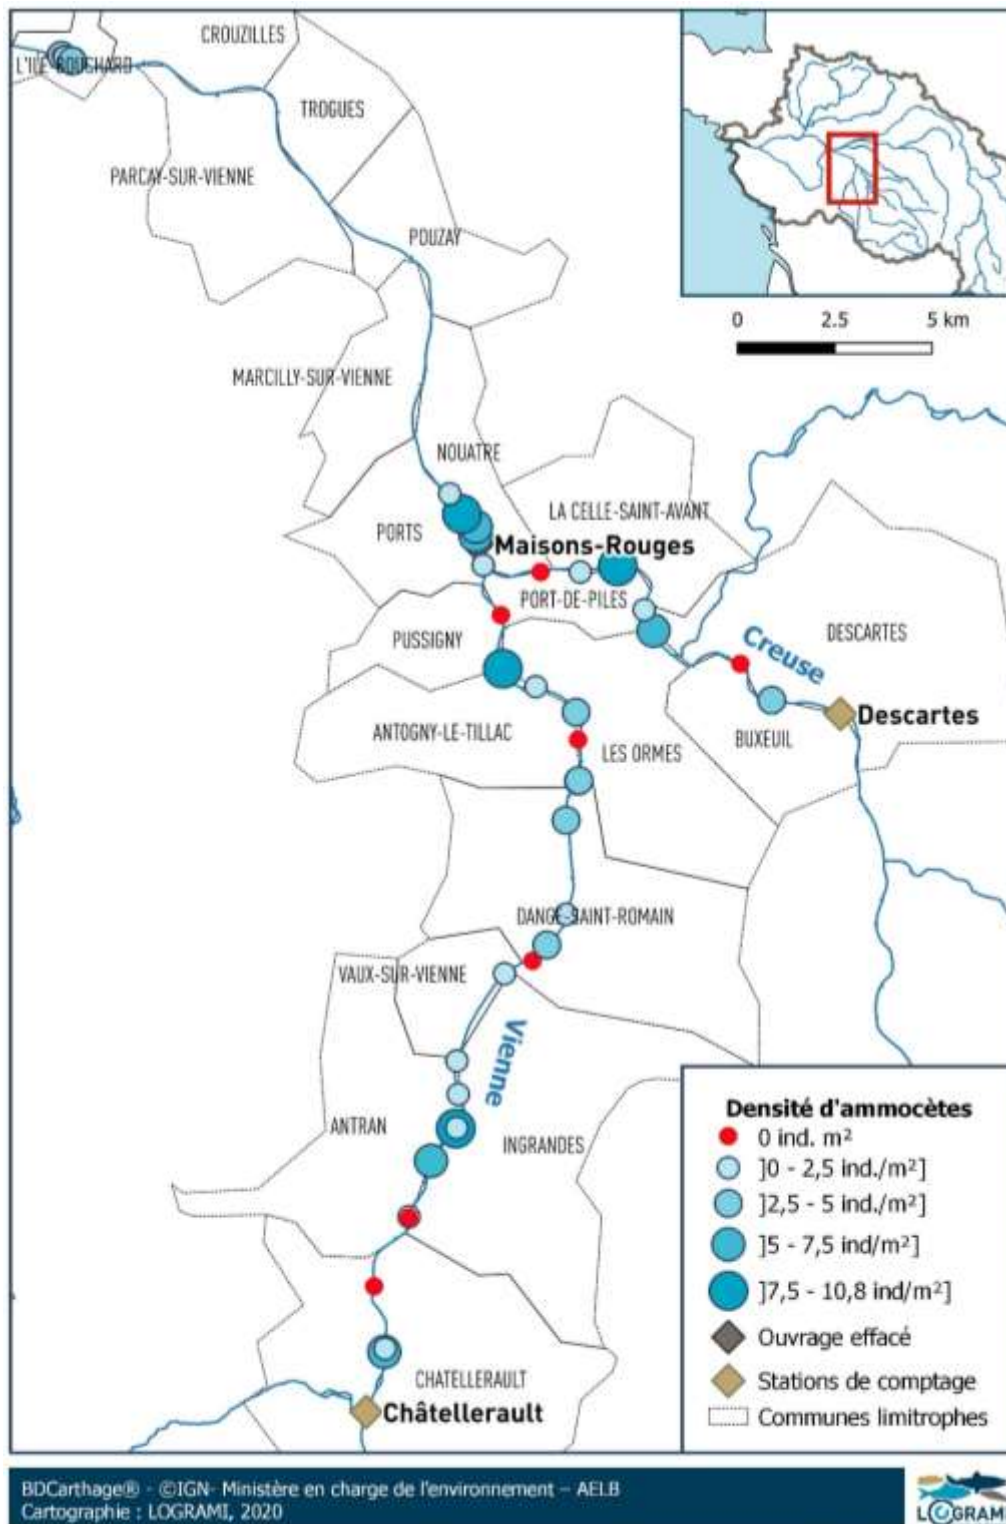 CROUZILLES
L'ILE-BOUCHARD
TROGUES
PARCAY-SUR-VIENNE
POUZAY
0 2.5 5 km
MARCILLY-SUR-VIENNE
NOUATRE
LA CELLE-SAINT-AVANT
PORTS
Maisons-Rouges
PORT-DE-PILES
PUSSIGNY
Creuse
DESCARTES
Descartes
ANTOGNY-LE-TILLAC
LES ORMES
BUXEUIL
DANGE-SAINT-ROMAIN
VAUX-SUR-VIENNE
Vienne
ANTRAN
INGRANDES
CHATELLERAULT
Châtellerault
Densité d'ammocètes
0 ind. m²
]0 - 2,5 ind./m²]
]2,5 - 5 ind./m²]
]5 - 7,5 ind/m²]
]7,5 - 10,8 ind/m²]
Ouvrage effacé
Stations de comptage
Communes limitrophes
BDCarthage® - ©IGN- Ministère en charge de l'environnement – AELB
Cartographie : LOGRAMI, 2020
LOGRAMI